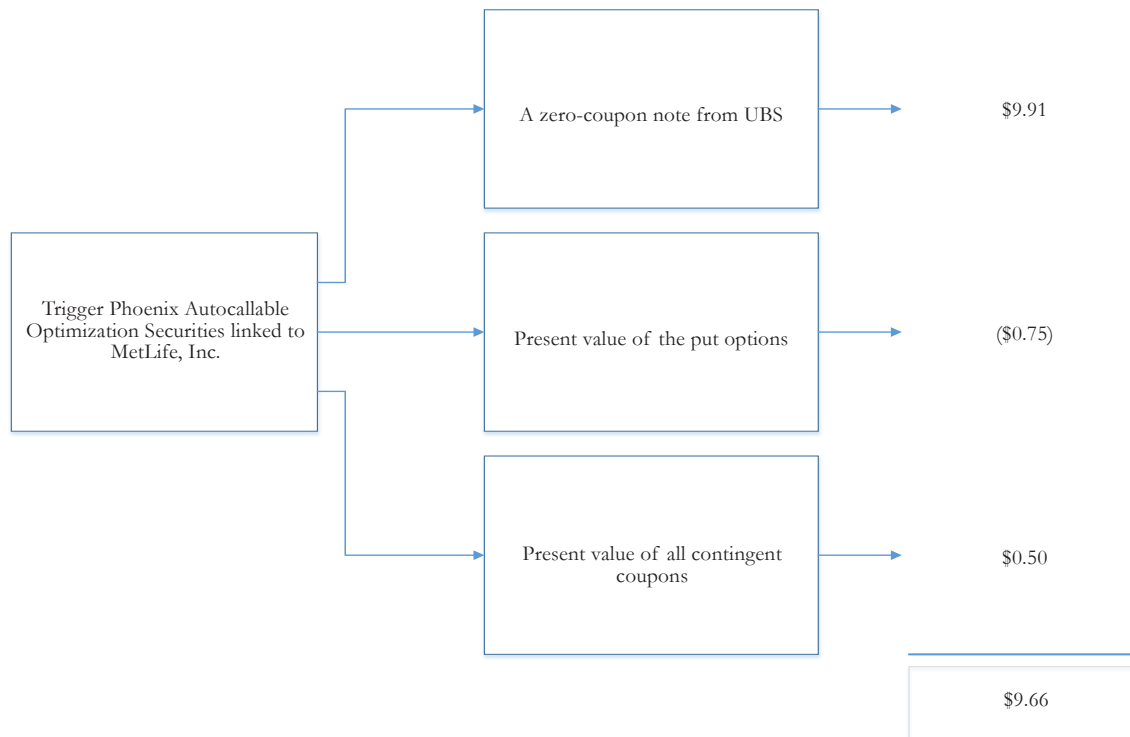 A zero-coupon note from UBS
$9.91
Trigger Phoenix Autocallable
Optimization Securities linked to
MetLife, Inc.
Present value of the put options
($0.75)
Present value of all contingent
coupons
$0.50
$9.66